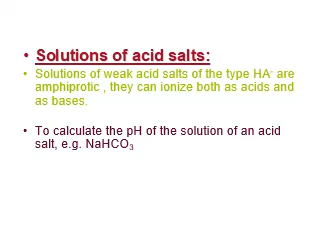 • Solutions of acid salts:
• Solutions of weak acid salts of the type HA⁻ are
amphiprotic , they can ionize both as acids and
as bases.
• To calculate the pH of the solution of an acid
salt, e.g. NaHCO₃